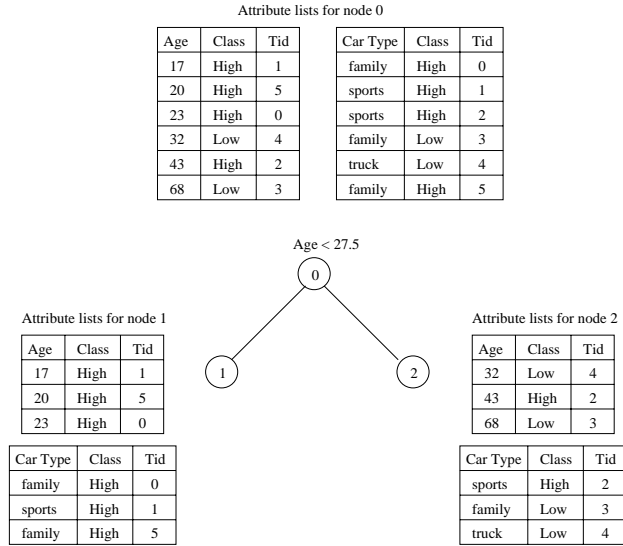 Attribute lists for node 0
Age Class Tid
17 High 1
20 High 5
23 High 0
32 Low 4
43 High 2
68 Low 3
Car Type Class Tid
family High 0
sports High 1
sports High 2
family Low 3
truck Low 4
family High 5
Age < 27.5
0
1
2
Attribute lists for node 1
Age Class Tid
17 High 1
20 High 5
23 High 0
Car Type Class Tid
family High 0
sports High 1
family High 5
Attribute lists for node 2
Age Class Tid
32 Low 4
43 High 2
68 Low 3
Car Type Class Tid
sports High 2
family Low 3
truck Low 4